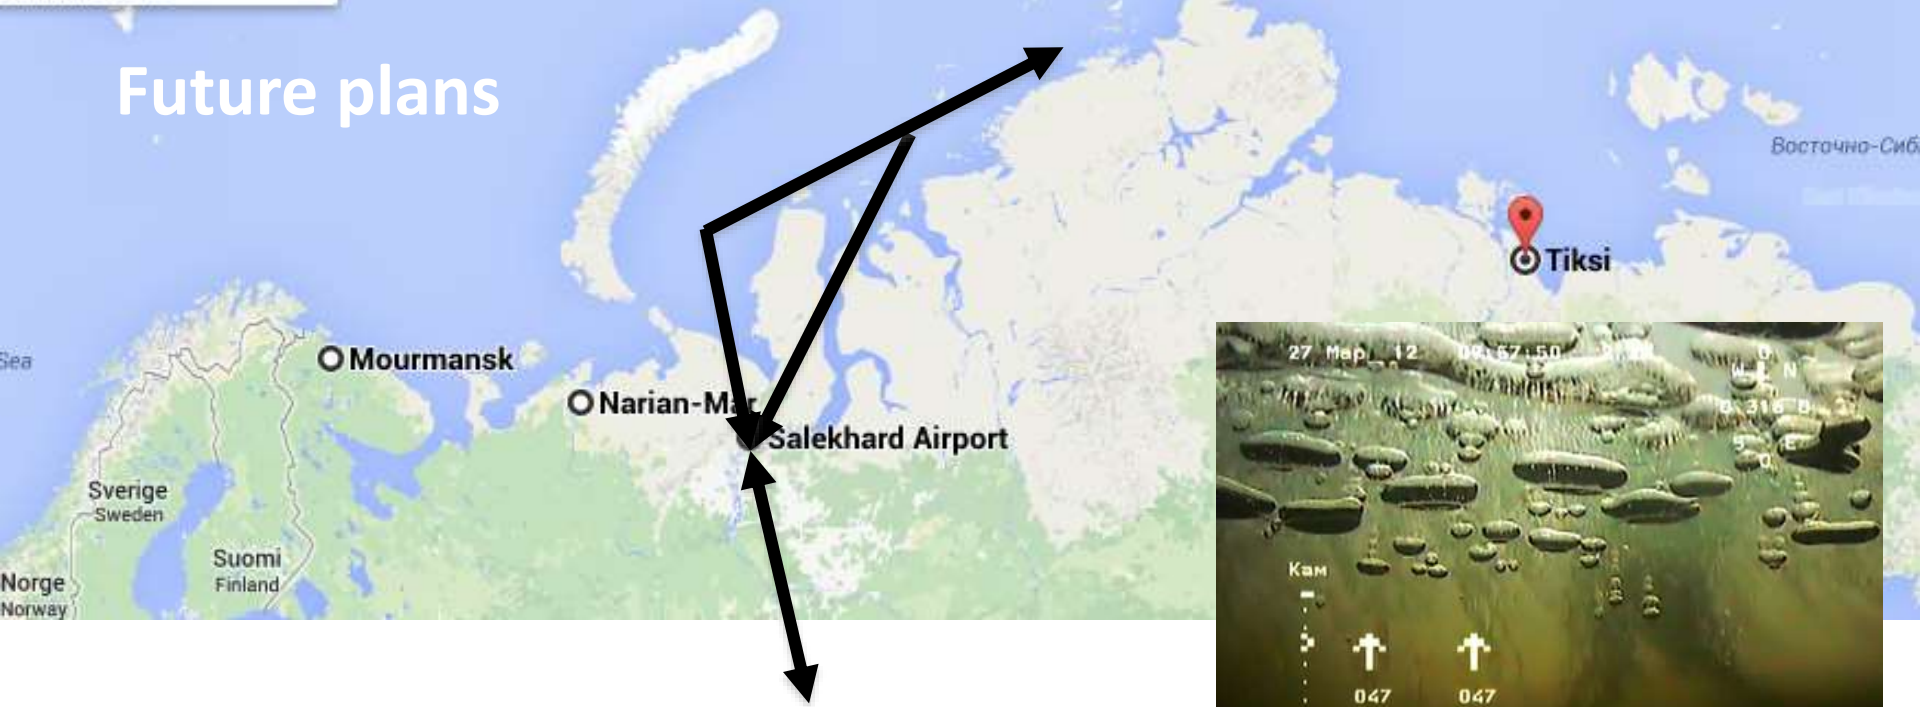 Future plans
Восточно-Сиб
Tiksi
Sea
Mourmansk
Narian-Mar
Salekhard Airport
Sverige
Sweden
Suomi
Finland
Norge
Norway
27 Мар 12
W N
S E
Кам
047 047